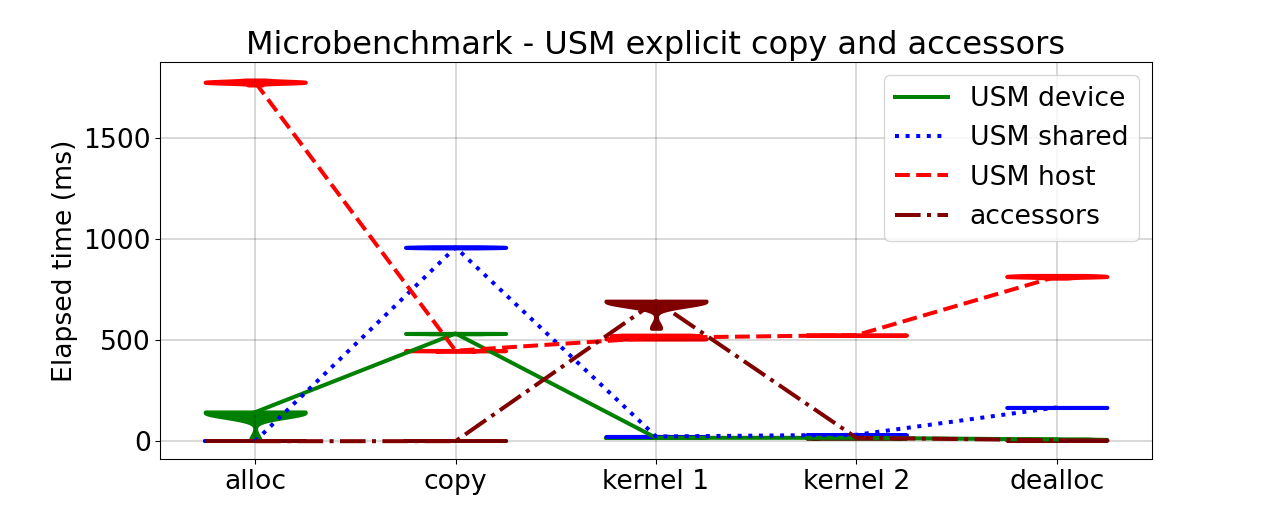 Microbenchmark - USM explicit copy and accessors
Elapsed time (ms)
1500
1000
500
0
alloc
copy
kernel 1
kernel 2
dealloc
USM device
USM shared
USM host
accessors